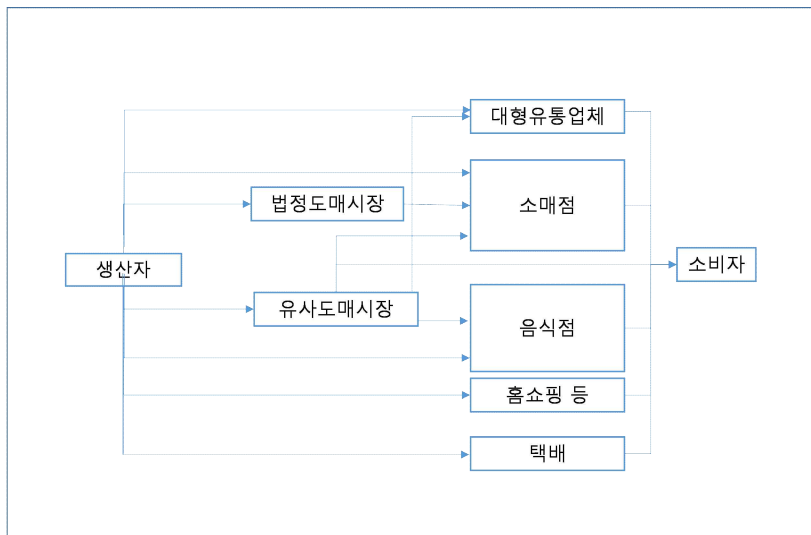 대형유통업체
소매점
법정도매시장
생산자
소비자
유사도매시장
음식점
홈쇼핑 등
택배